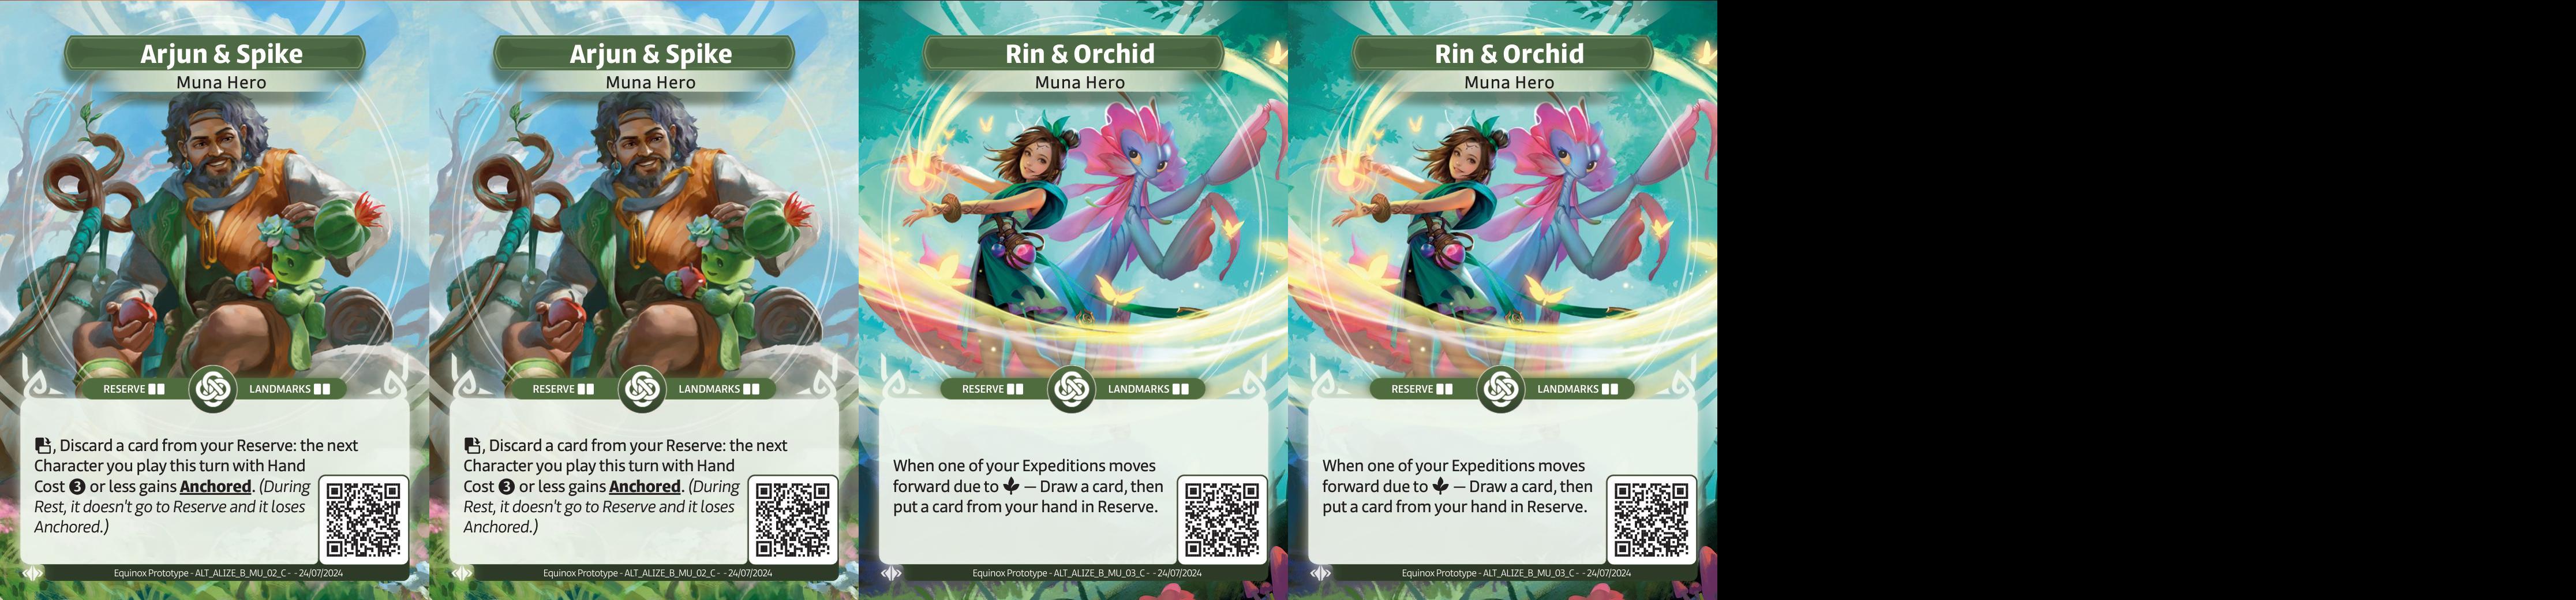 Arjun & Spike
Muna Hero
RESERVE
LANDMARKS
, Discard a card from your Reserve: the next
Character you play this turn with Hand
Cost 3 or less gains Anchored. (During
Rest, it doesn't go to Reserve and it loses
Anchored.)
Equinox Prototype - ALT_ALIZE_B_MU_02_C - - 24/07/2024
Arjun & Spike
Muna Hero
RESERVE
LANDMARKS
, Discard a card from your Reserve: the next
Character you play this turn with Hand
Cost 3 or less gains Anchored. (During
Rest, it doesn't go to Reserve and it loses
Anchored.)
Equinox Prototype - ALT_ALIZE_B_MU_02_C - - 24/07/2024
Rin & Orchid
Muna Hero
RESERVE
LANDMARKS
When one of your Expeditions moves
forward due to — Draw a card, then
put a card from your hand in Reserve.
Equinox Prototype - ALT_ALIZE_B_MU_03_C - - 24/07/2024
Rin & Orchid
Muna Hero
RESERVE
LANDMARKS
When one of your Expeditions moves
forward due to — Draw a card, then
put a card from your hand in Reserve.
Equinox Prototype - ALT_ALIZE_B_MU_03_C - - 24/07/2024